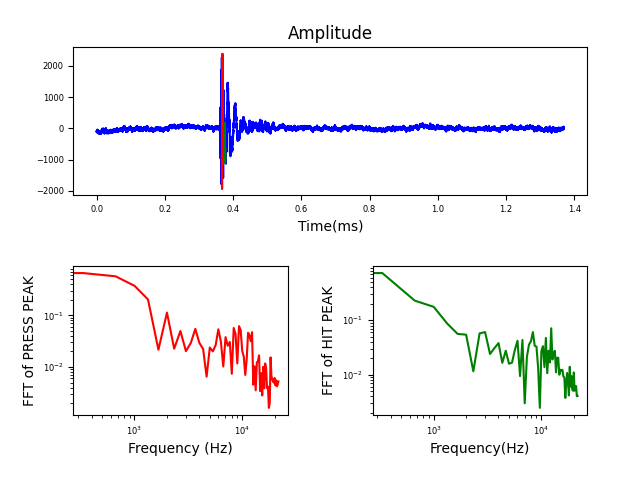 Amplitude
2000
1000
0
−1000
−2000
0.0 0.2 0.4 0.6 0.8 1.0 1.2 1.4
Time(ms)
FFT of PRESS PEAK
10⁻¹
10⁻²
10³ 10⁴
Frequency (Hz)
FFT of HIT PEAK
10⁻¹
10⁻²
10³ 10⁴
Frequency(Hz)